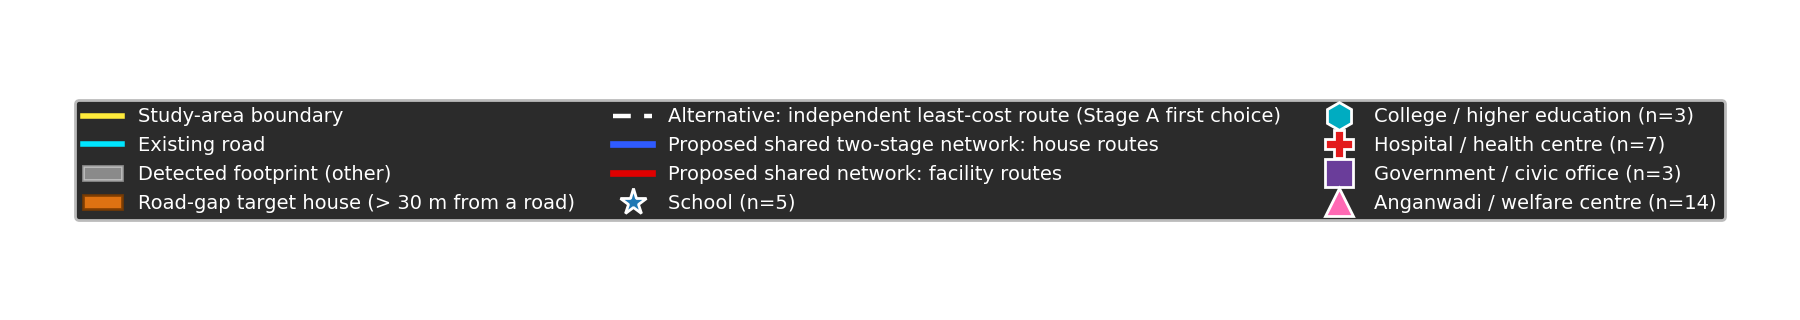 Study-area boundary
Existing road
Detected footprint (other)
Road-gap target house (> 30 m from a road)
Alternative: independent least-cost route (Stage A first choice)
Proposed shared two-stage network: house routes
Proposed shared network: facility routes
School (n=5)
College / higher education (n=3)
Hospital / health centre (n=7)
Government / civic office (n=3)
Anganwadi / welfare centre (n=14)